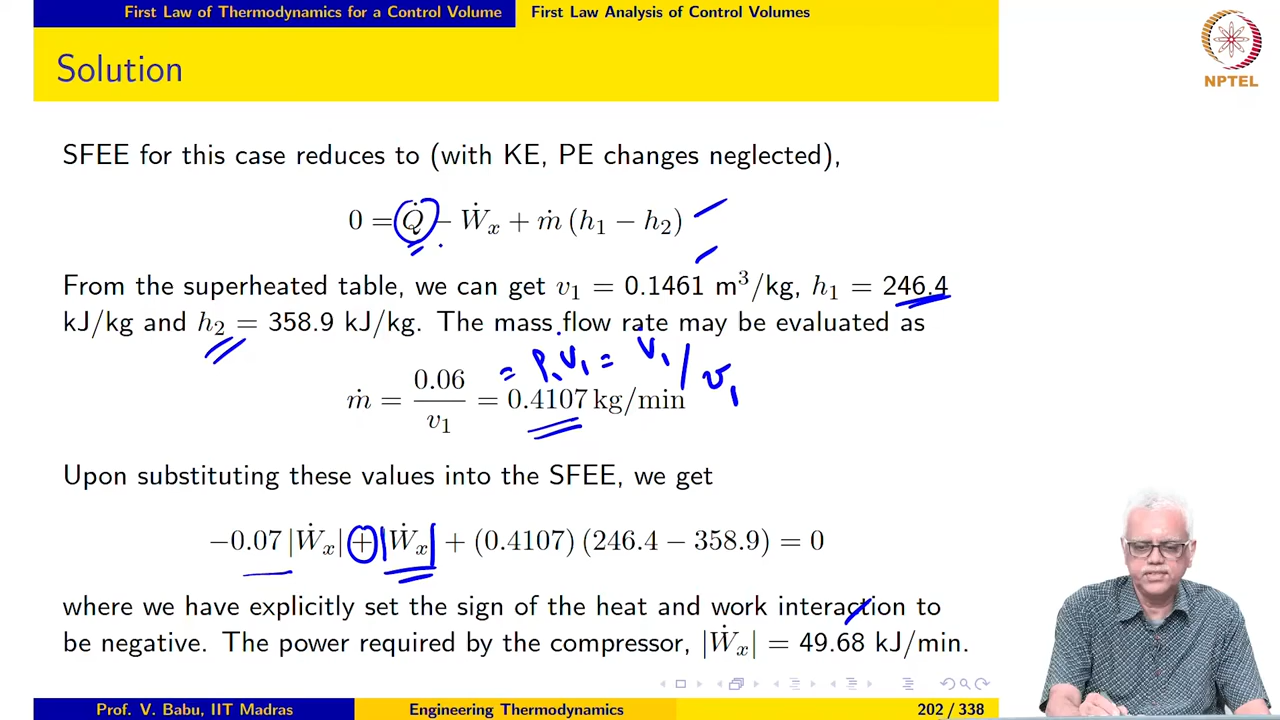 First Law of Thermodynamics for a Control Volume First Law Analysis of Control Volumes
Solution
NPTEL
SFEE for this case reduces to (with KE, PE changes neglected),
0 = Q̇ − Ẇₓ + ṁ (h₁ − h₂)
From the superheated table, we can get v₁ = 0.1461 m³/kg, h₁ = 246.4
kJ/kg and h₂ = 358.9 kJ/kg. The mass flow rate may be evaluated as
= ρ₁ V̇₁ = V̇₁ / v₁
ṁ = 0.06 / v₁ = 0.4107 kg/min
Upon substituting these values into the SFEE, we get
−0.07 |Ẇₓ| + |Ẇₓ| + (0.4107) (246.4 − 358.9) = 0
where we have explicitly set the sign of the heat and work interaction to
be negative. The power required by the compressor, |Ẇₓ| = 49.68 kJ/min.
Prof. V. Babu, IIT Madras Engineering Thermodynamics 202 / 338